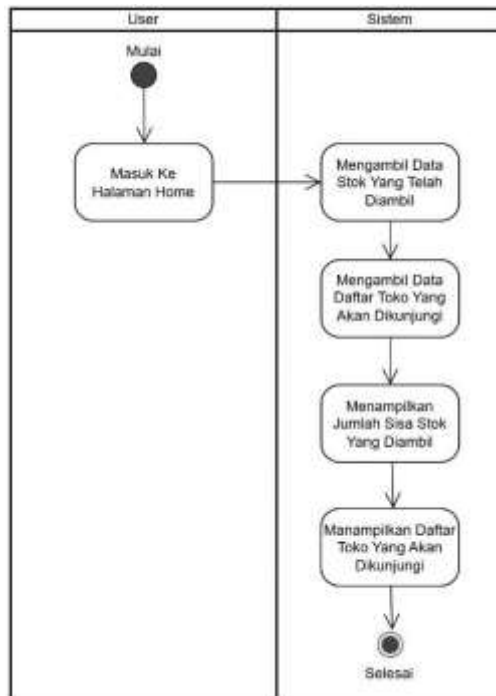 User
Sistem
Mulai
Masuk Ke
Halaman Home
Mengambil Data
Stok Yang Telah
Diambil
Mengambil Data
Daftar Toko Yang
Akan Dikunjungi
Menampilkan
Jumlah Sisa Stok
Yang Diambil
Manampilkan Daftar
Toko Yang Akan
Dikunjungi
Selesai